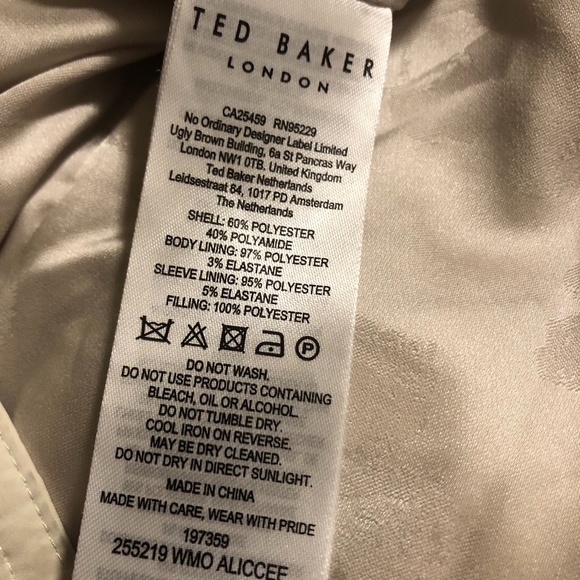 TED BAKER
LONDON
CA25459 RN95229
No Ordinary Designer Label Limited
Ugly Brown Building, 6a St Pancras Way
London NW1 0TB. United Kingdom
Ted Baker Netherlands
Leidsestraat 64, 1017 PD Amsterdam
The Netherlands
SHELL: 60% POLYESTER
40% POLYAMIDE
BODY LINING: 97% POLYESTER
3% ELASTANE
SLEEVE LINING: 95% POLYESTER
5% ELASTANE
FILLING: 100% POLYESTER
P
DO NOT WASH.
DO NOT USE PRODUCTS CONTAINING
BLEACH, OIL OR ALCOHOL.
DO NOT TUMBLE DRY.
COOL IRON ON REVERSE.
MAY BE DRY CLEANED.
DO NOT DRY IN DIRECT SUNLIGHT.
MADE IN CHINA
MADE WITH CARE, WEAR WITH PRIDE
197359
255219 WMO ALICCEF